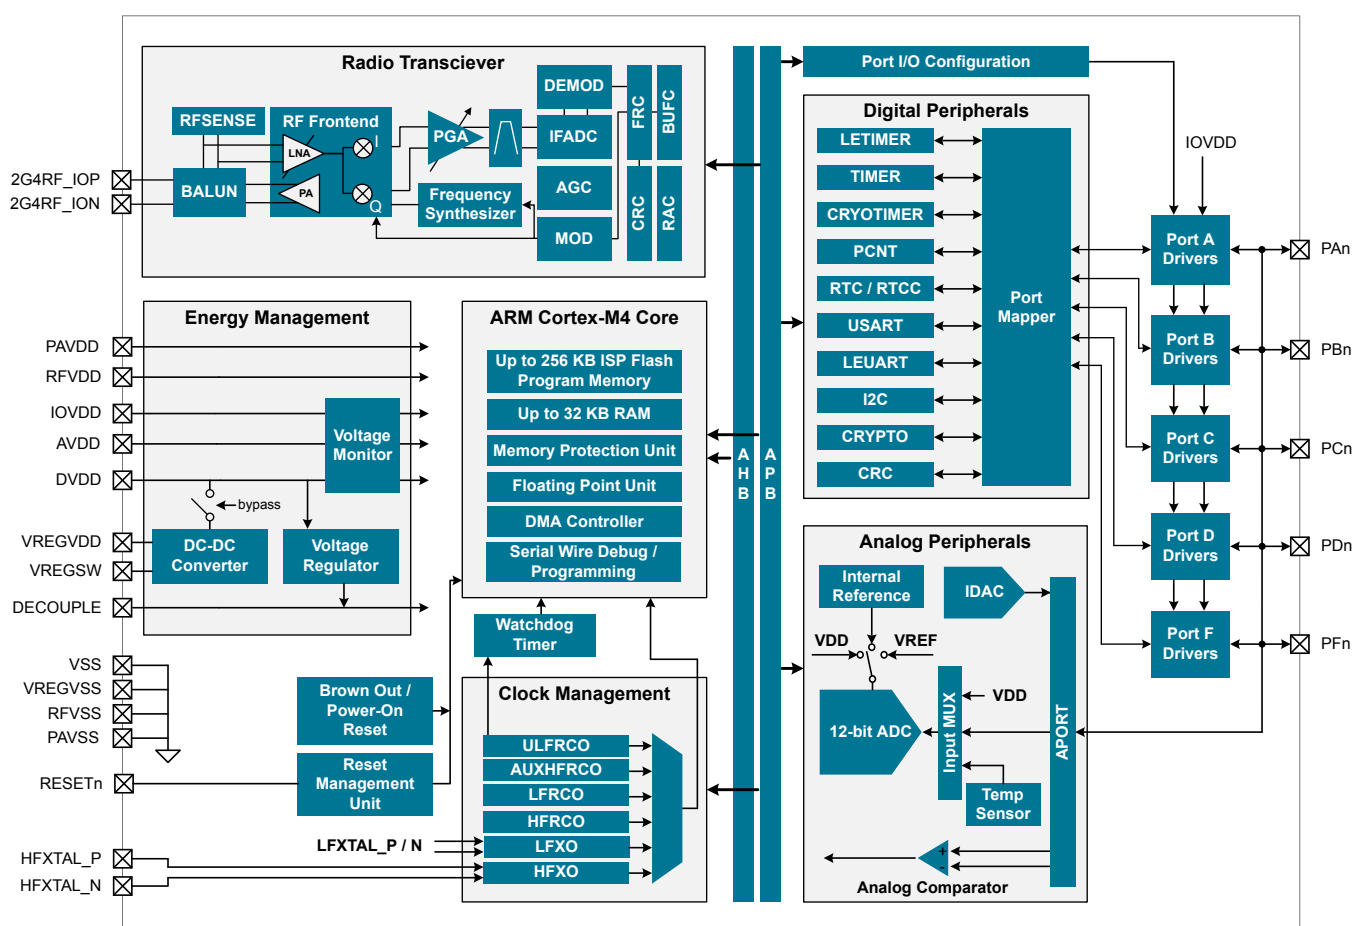 Radio Transciever
RFSENSE
RF Frontend
I
LNA
PA
Q
BALUN
PGA
Frequency
Synthesizer
DEMOD
IFADC
AGC
MOD
FRC
BUFC
CRC
RAC
2G4RF_IOP
2G4RF_ION
Energy Management
PAVDD
RFVDD
IOVDD
AVDD
DVDD
VREGVDD
VREGSW
DECOUPLE
Voltage
Monitor
bypass
DC-DC
Converter
Voltage
Regulator
VSS
VREGVSS
RFVSS
PAVSS
RESETn
HFXTAL_P
HFXTAL_N
Brown Out /
Power-On
Reset
Reset
Management
Unit
ARM Cortex-M4 Core
Up to 256 KB ISP Flash
Program Memory
Up to 32 KB RAM
Memory Protection Unit
Floating Point Unit
DMA Controller
Serial Wire Debug /
Programming
Watchdog
Timer
Clock Management
ULFRCO
AUXHFRCO
LFRCO
HFRCO
LFXO
HFXO
LFXTAL_P / N
A
H
B
A
P
B
Port I/O Configuration
Digital Peripherals
LETIMER
TIMER
CRYOTIMER
PCNT
RTC / RTCC
USART
LEUART
I2C
CRYPTO
CRC
Port
Mapper
Analog Peripherals
Internal
Reference
IDAC
VDD
VREF
12-bit ADC
Input MUX
VDD
Temp
Sensor
APORT
+
-
Analog Comparator
IOVDD
Port A
Drivers
Port B
Drivers
Port C
Drivers
Port D
Drivers
Port F
Drivers
PAn
PBn
PCn
PDn
PFn